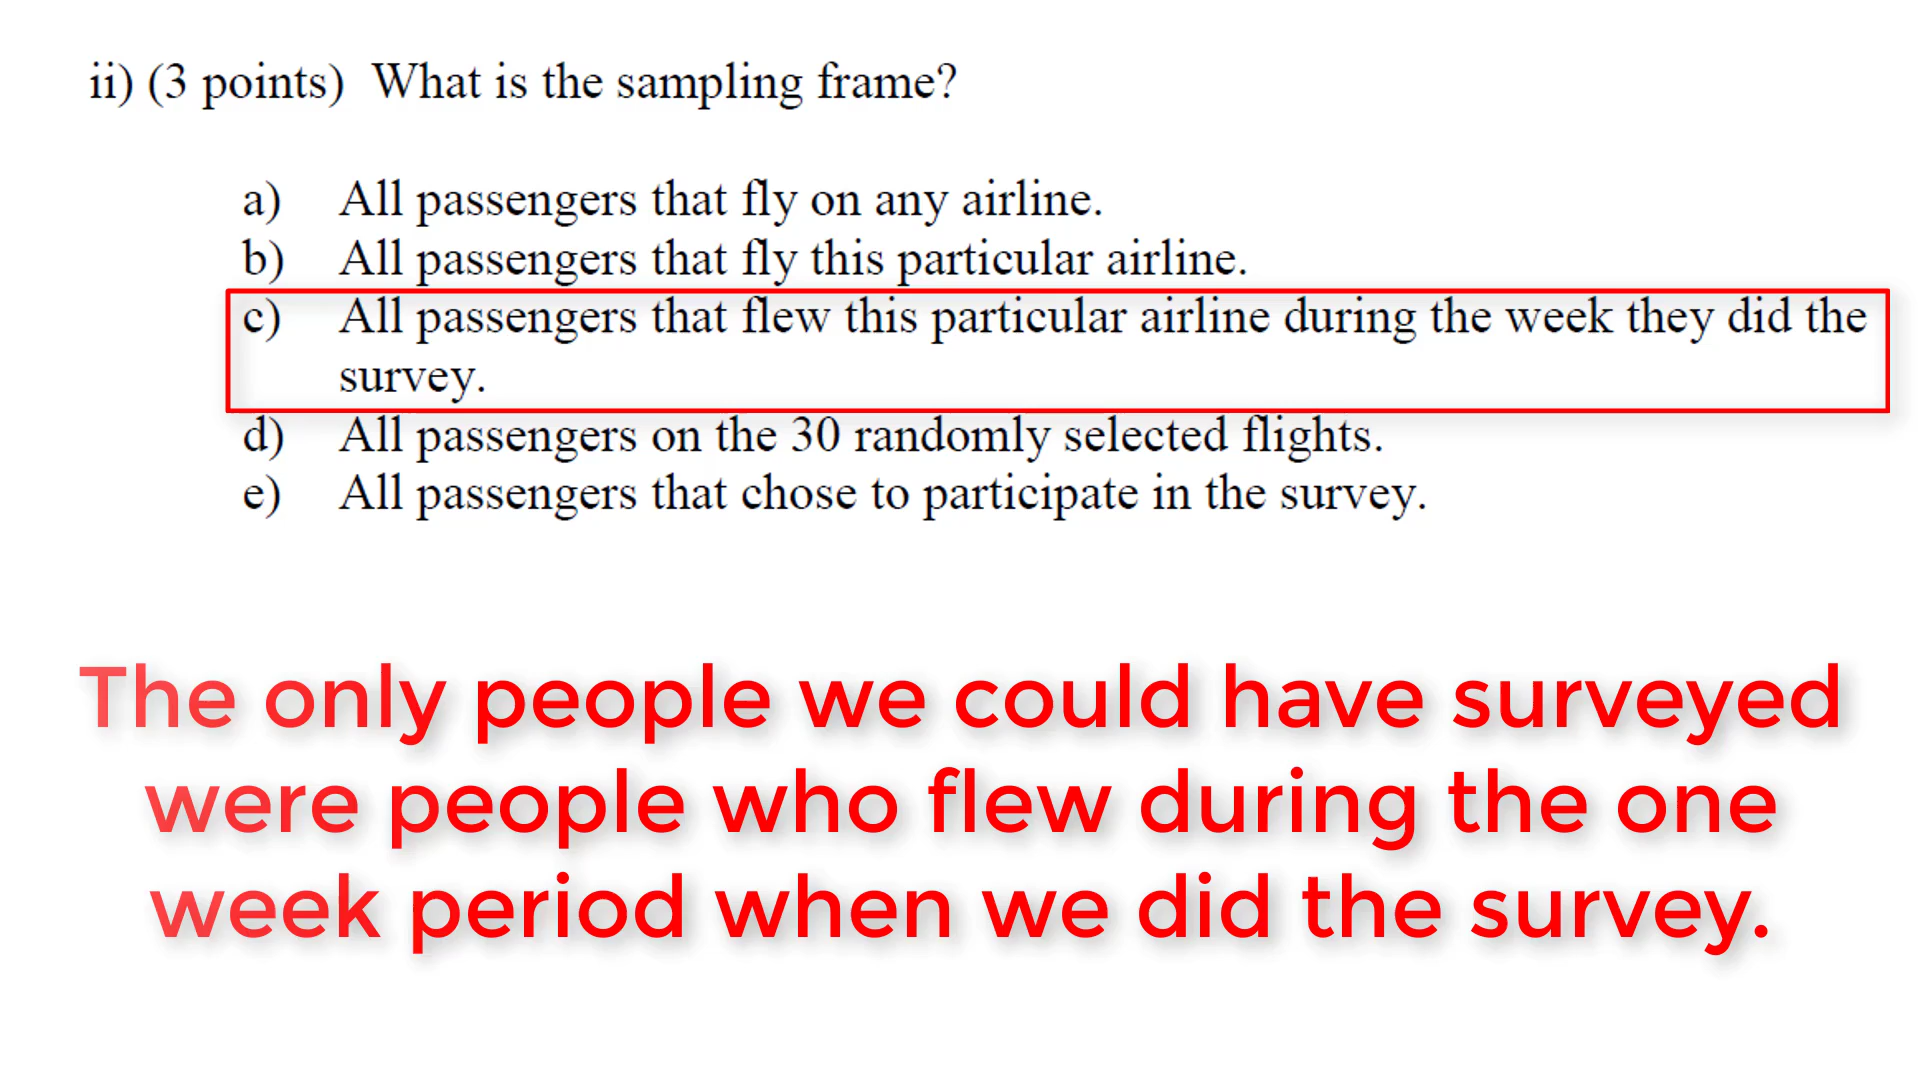 ii) (3 points) What is the sampling frame?
a) All passengers that fly on any airline.
b) All passengers that fly this particular airline.
c) All passengers that flew this particular airline during the week they did the
survey.
d) All passengers on the 30 randomly selected flights.
e) All passengers that chose to participate in the survey.
The only people we could have surveyed
were people who flew during the one
week period when we did the survey.